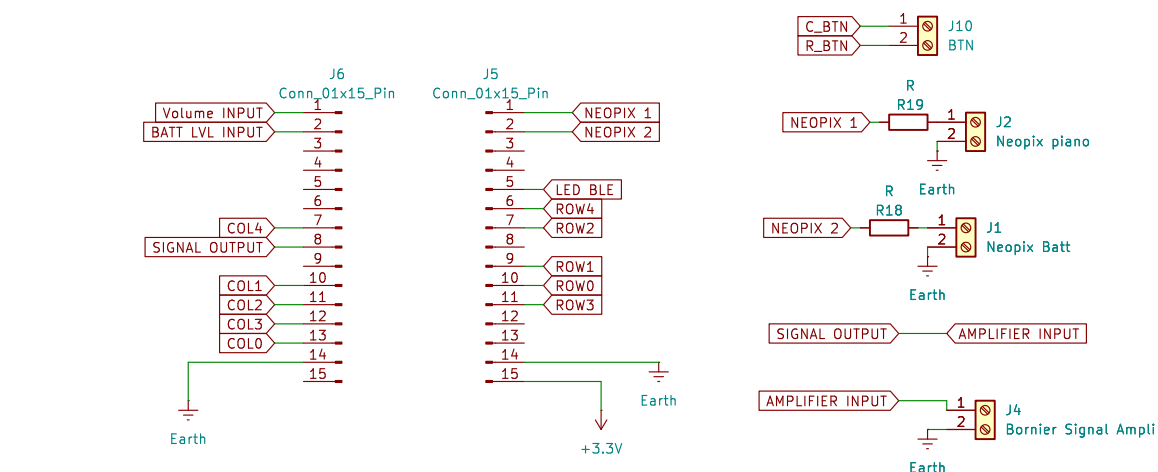 J6
Conn_01x15_Pin
Volume INPUT 1
BATT LVL INPUT 2
3
4
5
6
COL4 7
SIGNAL OUTPUT 8
9
COL1 10
COL2 11
COL3 12
COL0 13
14
15
Earth
J5
Conn_01x15_Pin
1 NEOPIX 1
2 NEOPIX 2
3
4
5 LED BLE
6 ROW4
7 ROW2
8
9 ROW1
10 ROW0
11 ROW3
12
13
14
15
Earth
+3.3V
C_BTN 1 J10
R_BTN 2 BTN
R
R19
NEOPIX 1 1 J2
2 Neopix piano
Earth
R
R18
NEOPIX 2 1 J1
2 Neopix Batt
Earth
SIGNAL OUTPUT AMPLIFIER INPUT
AMPLIFIER INPUT 1 J4
2 Bornier Signal Ampli
Earth